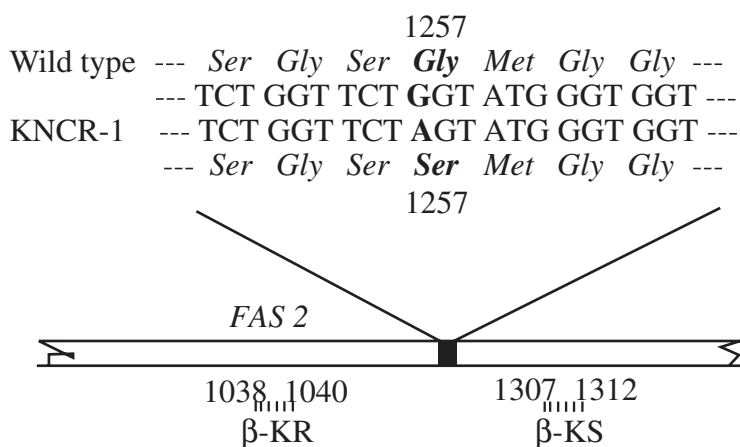 1257
Wild type --- Ser Gly Ser Gly Met Gly Gly ---
--- TCT GGT TCT GGT ATG GGT GGT ---
KNCR-1 --- TCT GGT TCT AGT ATG GGT GGT ---
--- Ser Gly Ser Ser Met Gly Gly ---
1257
FAS 2
1038 1040 1307 1312
β-KR β-KS